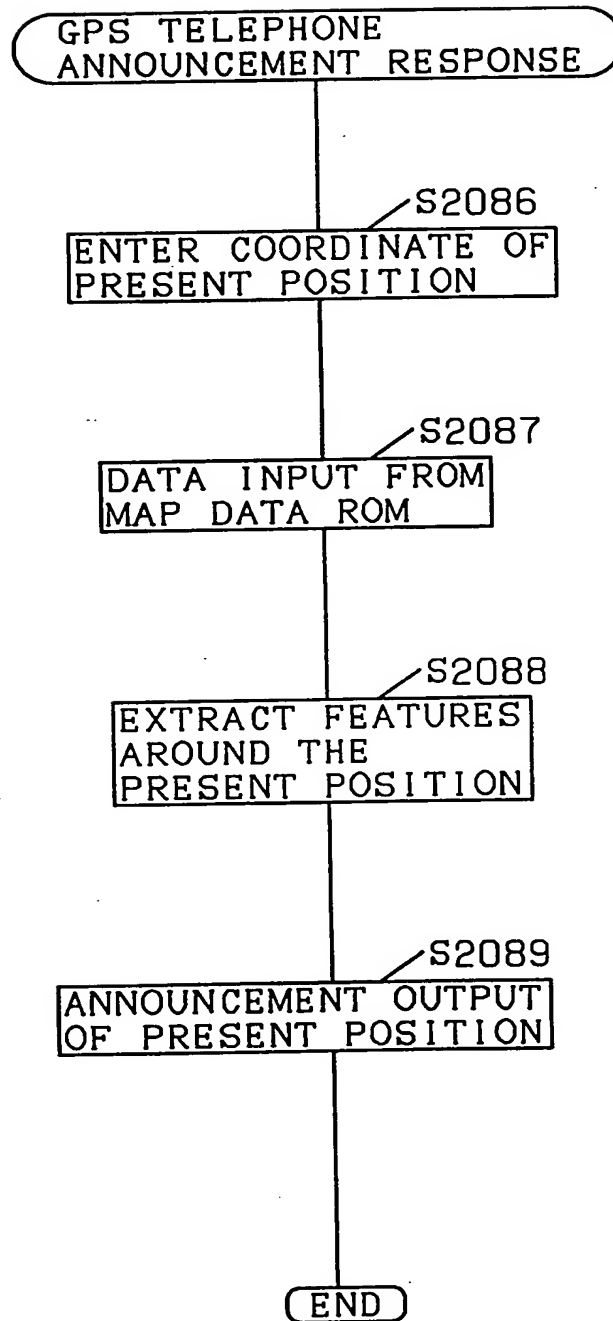 GPS TELEPHONE
ANNOUNCEMENT RESPONSE
S2086
ENTER COORDINATE OF
PRESENT POSITION
S2087
DATA INPUT FROM
MAP DATA ROM
S2088
EXTRACT FEATURES
AROUND THE
PRESENT POSITION
S2089
ANNOUNCEMENT OUTPUT
OF PRESENT POSITION
END